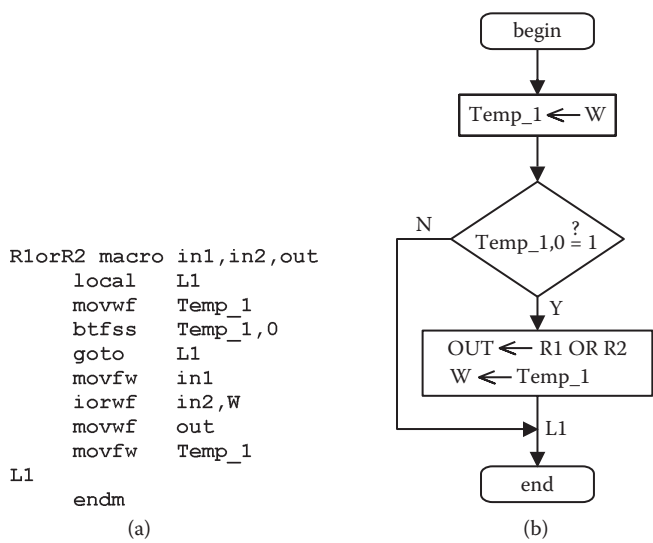 R1orR2 macro in1,in2,out
local L1
movwf Temp_1
btfss Temp_1,0
goto L1
movfw in1
iorwf in2,W
movwf out
movfw Temp_1
L1
endm
(a)
begin
Temp_1 ← W
Temp_1,0 ≟ 1
N
Y
OUT ← R1 OR R2
W ← Temp_1
L1
end
(b)